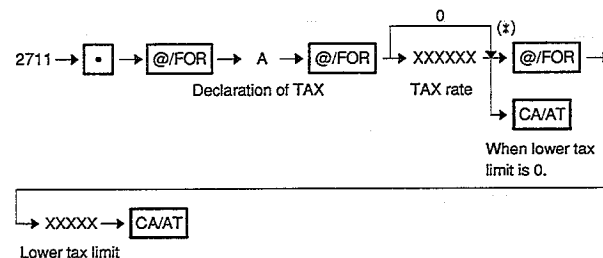 0
(*)
2711 • @/FOR A @/FOR XXXXXX @/FOR
Declaration of TAX TAX rate
CA/AT
When lower tax
limit is 0.
XXXXX CA/AT
Lower tax limit